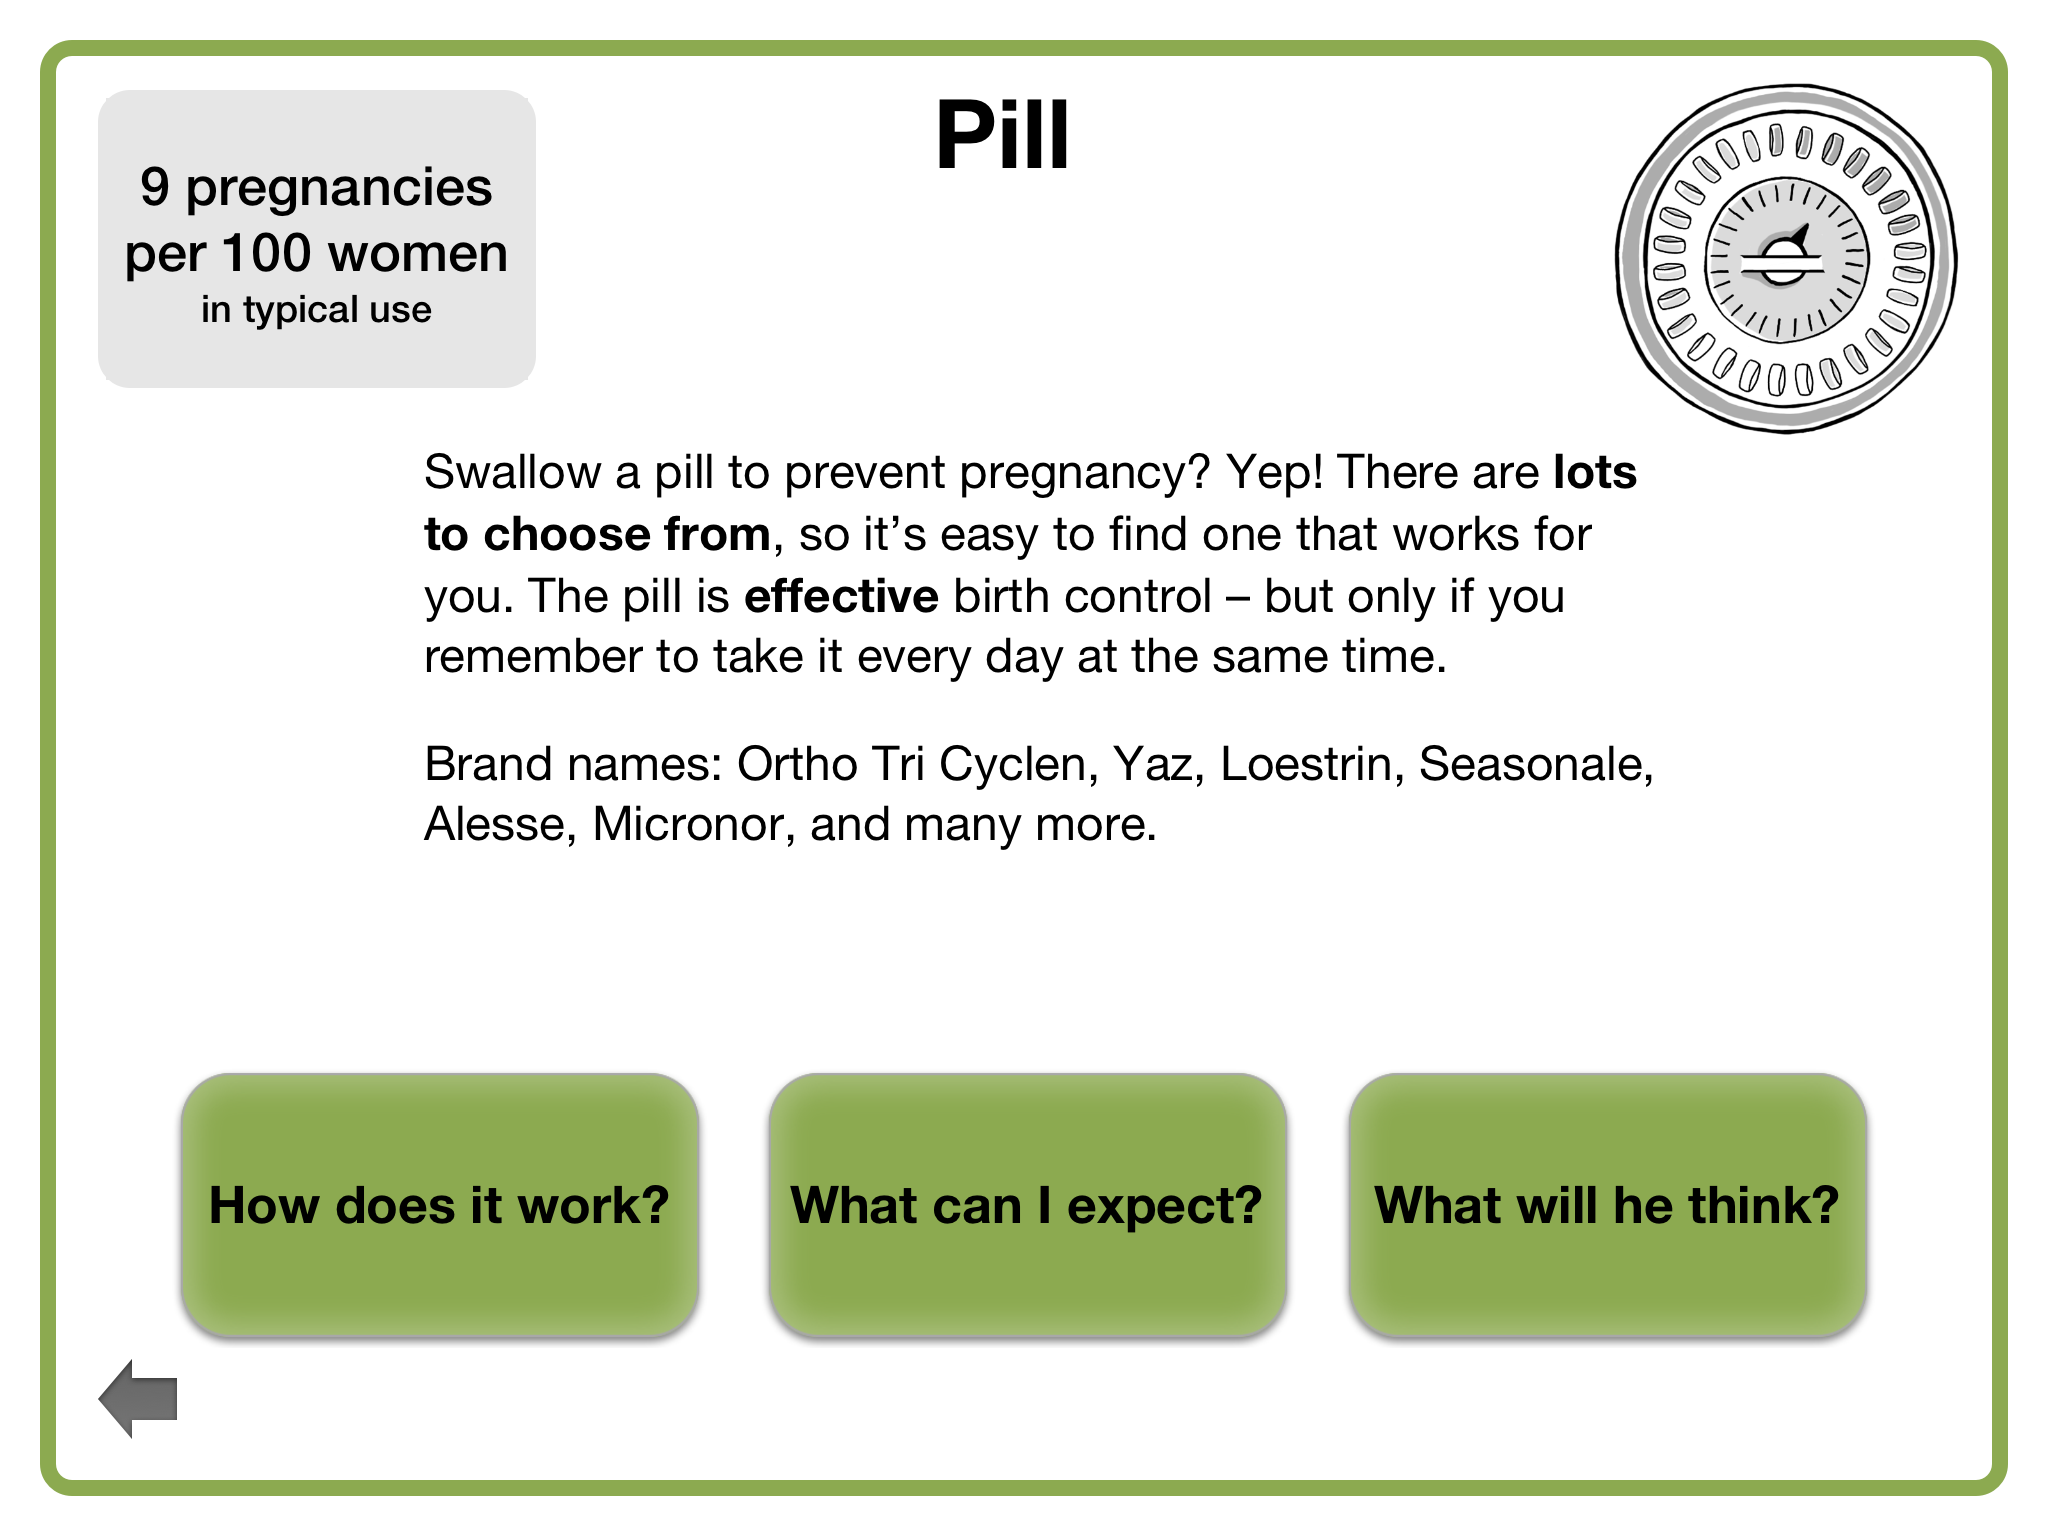 Pill
9 pregnancies
per 100 women
in typical use
Swallow a pill to prevent pregnancy? Yep! There are lots
to choose from, so it’s easy to find one that works for
you. The pill is effective birth control – but only if you
remember to take it every day at the same time.
Brand names: Ortho Tri Cyclen, Yaz, Loestrin, Seasonale,
Alesse, Micronor, and many more.
How does it work?
What can I expect?
What will he think?